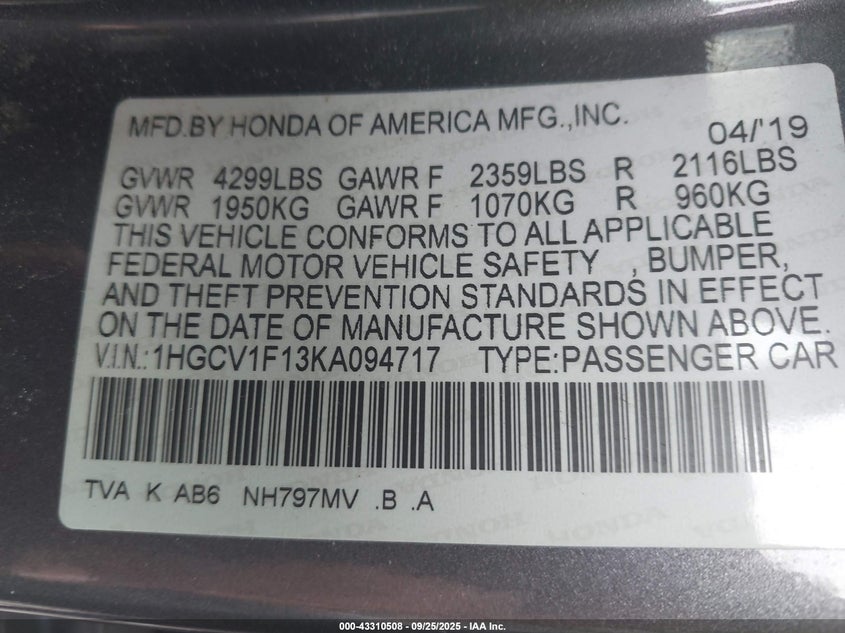 MFD.BY HONDA OF AMERICA MFG.,INC.
04/'19
GVWR 4299LBS GAWR F 2359LBS R 2116LBS
GVWR 1950KG GAWR F 1070KG R 960KG
THIS VEHICLE CONFORMS TO ALL APPLICABLE
FEDERAL MOTOR VEHICLE SAFETY , BUMPER,
AND THEFT PREVENTION STANDARDS IN EFFECT
ON THE DATE OF MANUFACTURE SHOWN ABOVE.
V.I.N.:1HGCV1F13KA094717 TYPE:PASSENGER CAR
TVA K AB6 NH797MV .B .A
000-43310508 - 09/25/2025 - IAA Inc.